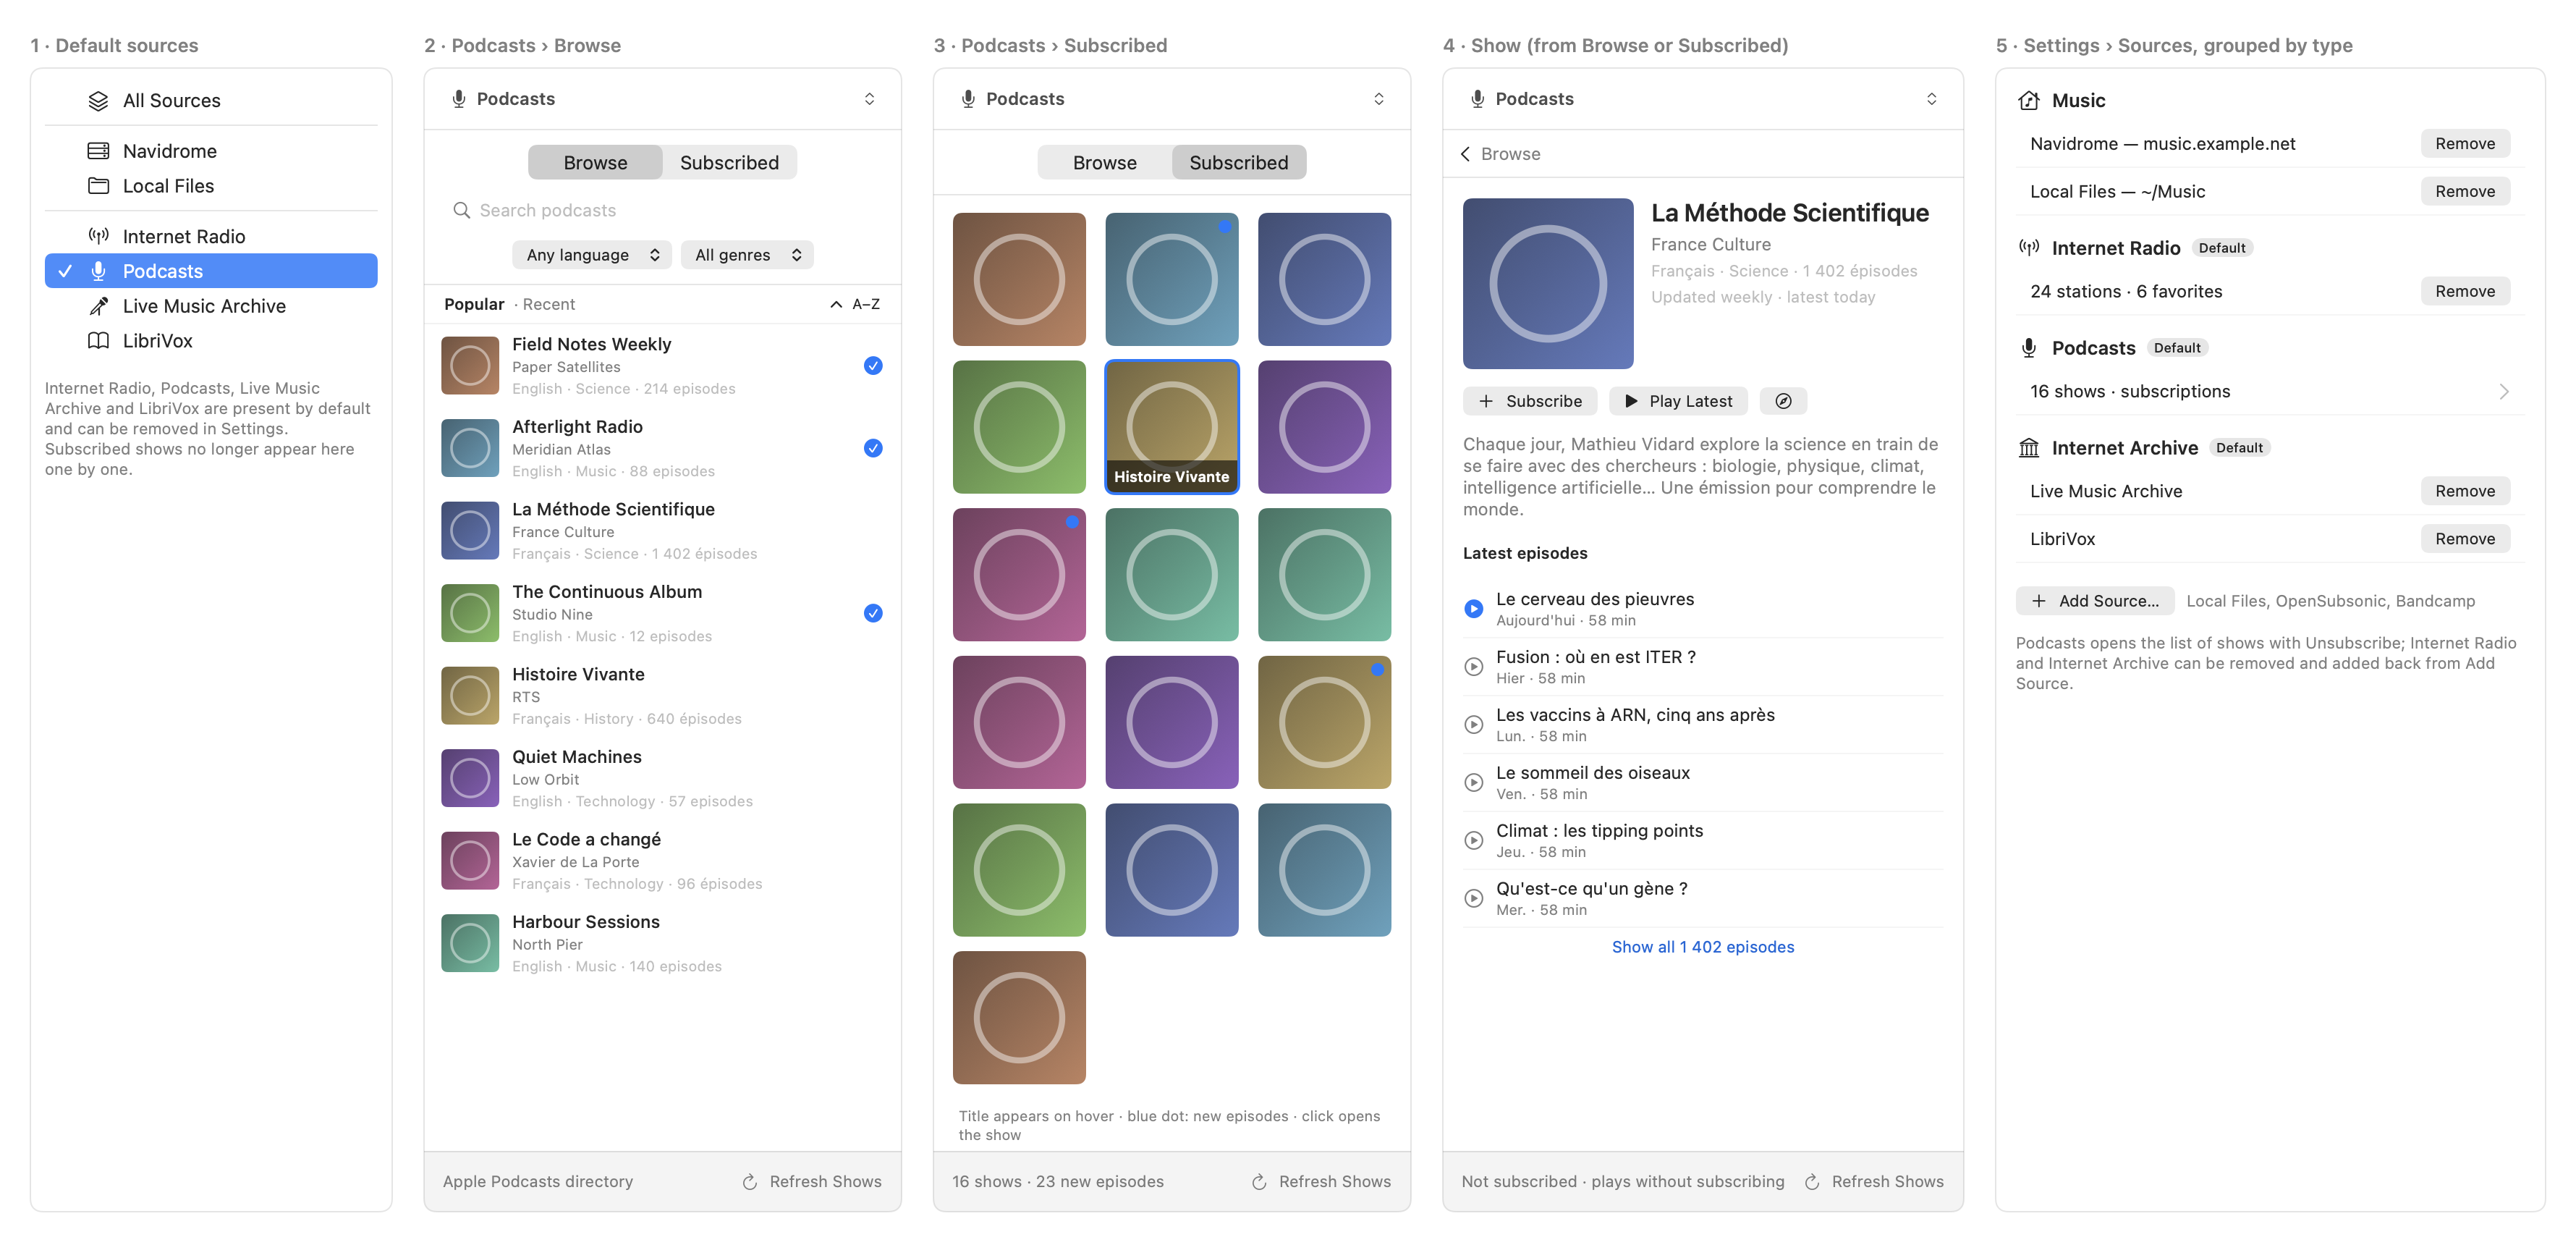 1 · Default sources
All Sources
Navidrome
Local Files
Internet Radio
Podcasts
Live Music Archive
LibriVox
Internet Radio, Podcasts, Live Music
Archive and LibriVox are present by default
and can be removed in Settings.
Subscribed shows no longer appear here
one by one.
2 · Podcasts › Browse
Podcasts
Browse Subscribed
Search podcasts
Any language All genres
Popular · Recent A–Z
Field Notes Weekly
Paper Satellites
English · Science · 214 episodes
Afterlight Radio
Meridian Atlas
English · Music · 88 episodes
La Méthode Scientifique
France Culture
Français · Science · 1 402 épisodes
The Continuous Album
Studio Nine
English · Music · 12 episodes
Histoire Vivante
RTS
Français · History · 640 épisodes
Quiet Machines
Low Orbit
English · Technology · 57 episodes
Le Code a changé
Xavier de La Porte
Français · Technology · 96 épisodes
Harbour Sessions
North Pier
English · Music · 140 episodes
Apple Podcasts directory Refresh Shows
3 · Podcasts › Subscribed
Podcasts
Browse Subscribed
Histoire Vivante
Title appears on hover · blue dot: new episodes · click opens
the show
16 shows · 23 new episodes Refresh Shows
4 · Show (from Browse or Subscribed)
Podcasts
Browse
La Méthode Scientifique
France Culture
Français · Science · 1 402 épisodes
Updated weekly · latest today
Subscribe Play Latest
Chaque jour, Mathieu Vidard explore la science en train de
se faire avec des chercheurs : biologie, physique, climat,
intelligence artificielle… Une émission pour comprendre le
monde.
Latest episodes
Le cerveau des pieuvres
Aujourd'hui · 58 min
Fusion : où en est ITER ?
Hier · 58 min
Les vaccins à ARN, cinq ans après
Lun. · 58 min
Le sommeil des oiseaux
Ven. · 58 min
Climat : les tipping points
Jeu. · 58 min
Qu'est-ce qu'un gène ?
Mer. · 58 min
Show all 1 402 episodes
Not subscribed · plays without subscribing Refresh Shows
5 · Settings › Sources, grouped by type
Music
Navidrome — music.example.net Remove
Local Files — ~/Music Remove
Internet Radio Default
24 stations · 6 favorites Remove
Podcasts Default
16 shows · subscriptions
Internet Archive Default
Live Music Archive Remove
LibriVox Remove
Add Source… Local Files, OpenSubsonic, Bandcamp
Podcasts opens the list of shows with Unsubscribe; Internet Radio
and Internet Archive can be removed and added back from Add
Source.